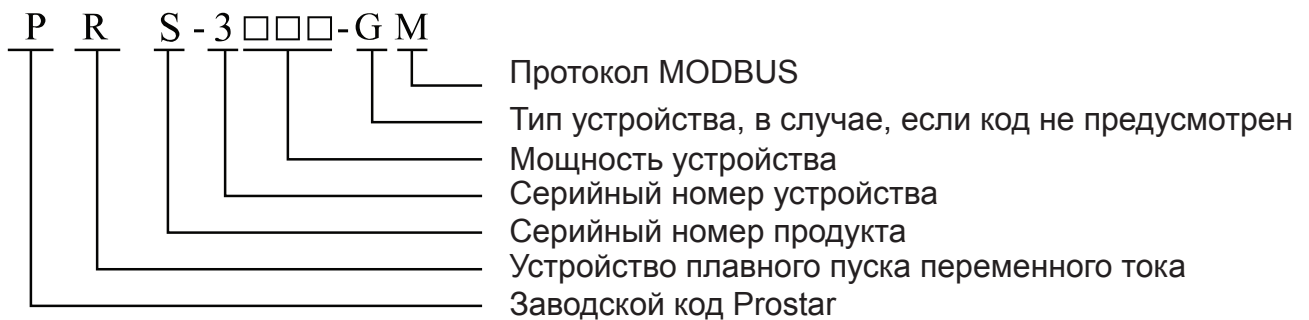 P R S - 3 □□□ - G M
Протокол MODBUS
Тип устройства, в случае, если код не предусмотрен
Мощность устройства
Серийный номер устройства
Серийный номер продукта
Устройство плавного пуска переменного тока
Заводской код Prostar